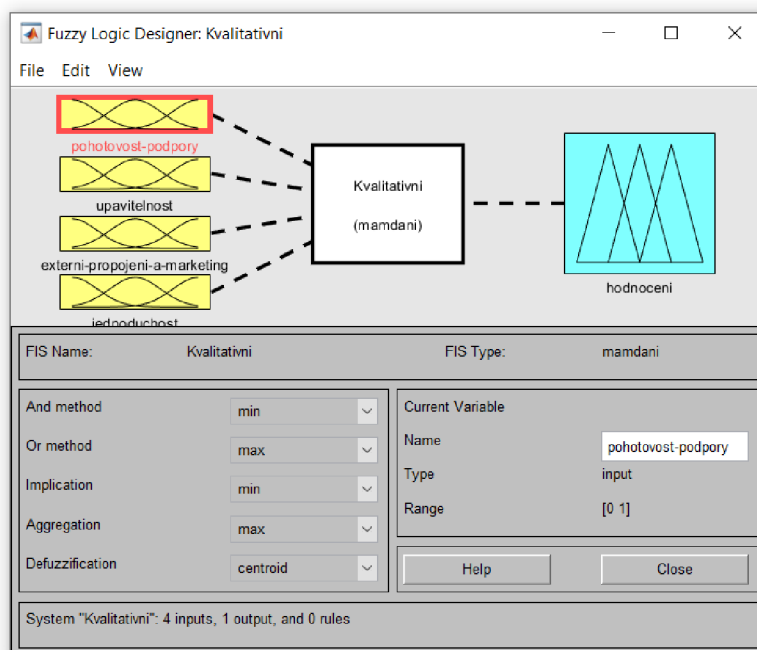 Fuzzy Logic Designer: Kvalitativni
File Edit View
pohotovost-podpory
upavitelnost
externi-propojeni-a-marketing
jednoduchost
Kvalitativni
(mamdani)
hodnoceni
FIS Name: Kvalitativni FIS Type: mamdani
And method min
Or method max
Implication min
Aggregation max
Defuzzification centroid
Current Variable
Name pohotovost-podpory
Type input
Range [0 1]
Help Close
System "Kvalitativni": 4 inputs, 1 output, and 0 rules